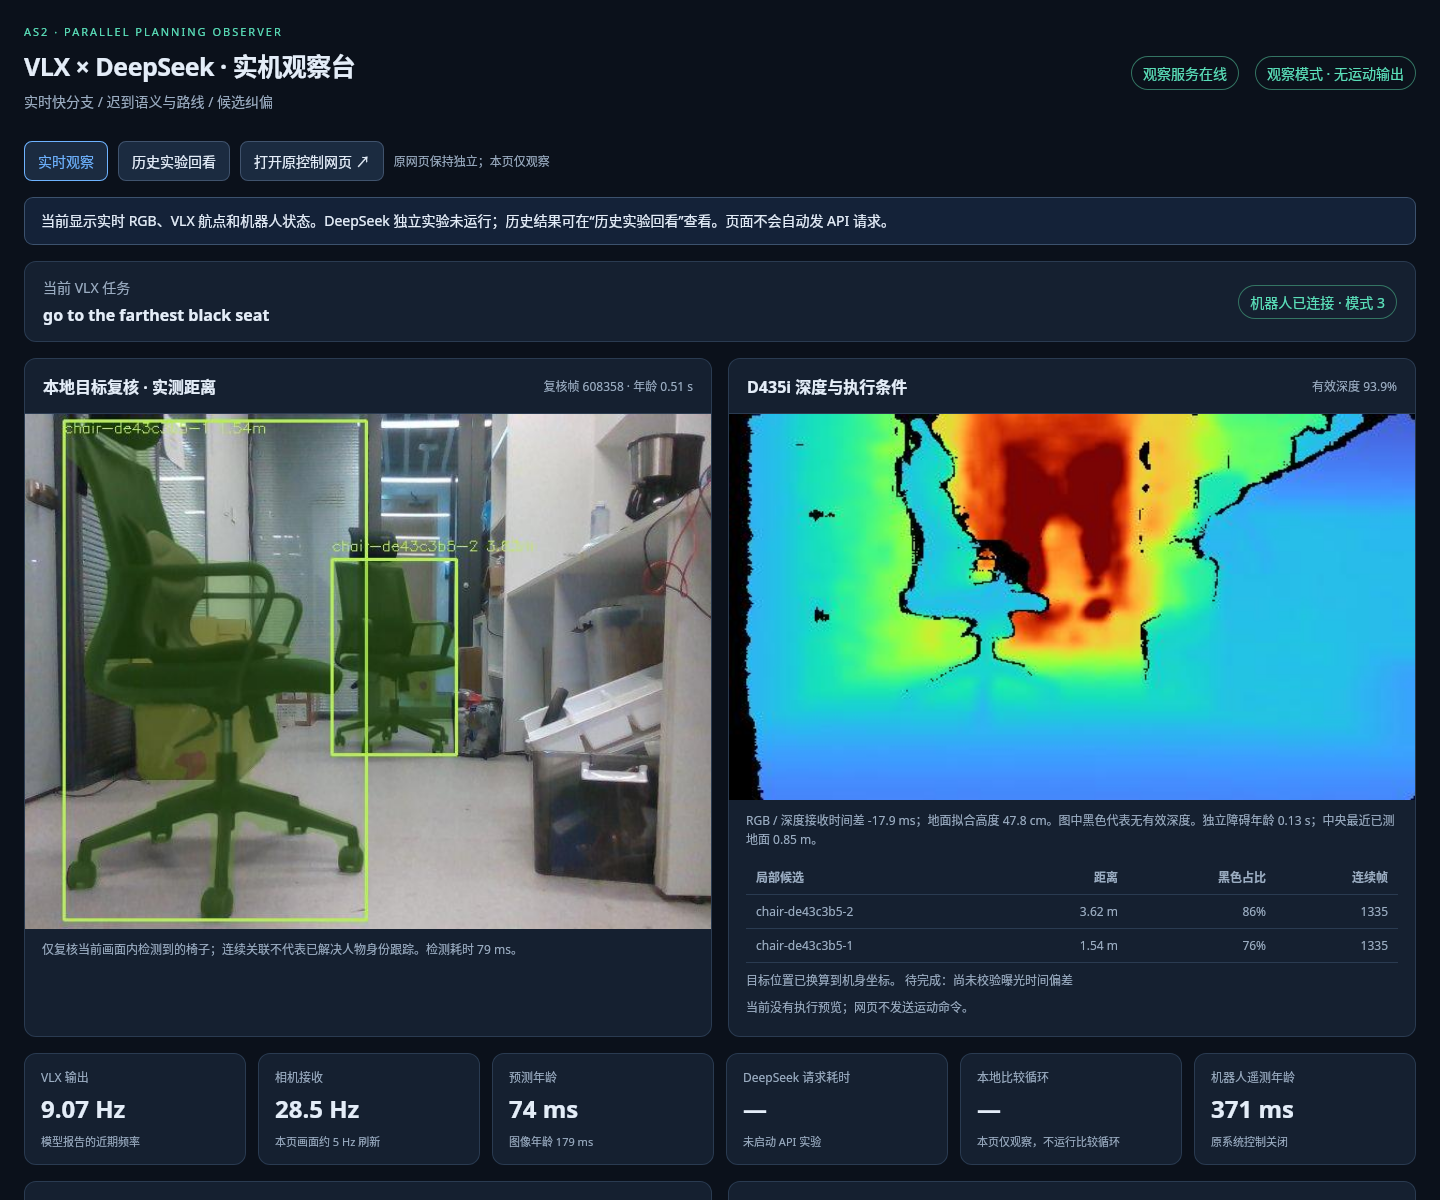 AS2 · PARALLEL PLANNING OBSERVER
VLX × DeepSeek · 实机观察台
实时快分支 / 迟到语义与路线 / 候选纠偏
观察服务在线
观察模式 · 无运动输出
实时观察
历史实验回看
打开原控制网页 ↗
原网页保持独立；本页仅观察
当前显示实时 RGB、VLX 航点和机器人状态。DeepSeek 独立实验未运行；历史结果可在“历史实验回看”查看。页面不会自动发 API 请求。
当前 VLX 任务
go to the farthest black seat
机器人已连接 · 模式 3
本地目标复核 · 实测距离
复核帧 608358 · 年龄 0.51 s
1.54m
chair-de43c3b5-2
仅复核当前画面内检测到的椅子；连续关联不代表已解决人物身份跟踪。检测耗时 79 ms。
D435i 深度与执行条件
有效深度 93.9%
RGB / 深度接收时间差 -17.9 ms；地面拟合高度 47.8 cm。图中黑色代表无有效深度。独立障碍年龄 0.13 s；中央最近已测
地面 0.85 m。
局部候选 距离 黑色占比 连续帧
chair-de43c3b5-2 3.62 m 86% 1335
chair-de43c3b5-1 1.54 m 76% 1335
目标位置已换算到机身坐标。 待完成：尚未校验曝光时间偏差
当前没有执行预览；网页不发送运动命令。
VLX 输出
9.07 Hz
模型报告的近期频率
相机接收
28.5 Hz
本页画面约 5 Hz 刷新
预测年龄
74 ms
图像年龄 179 ms
DeepSeek 请求耗时
—
未启动 API 实验
本地比较循环
—
本页仅观察，不运行比较循环
机器人遥测年龄
371 ms
原系统控制关闭